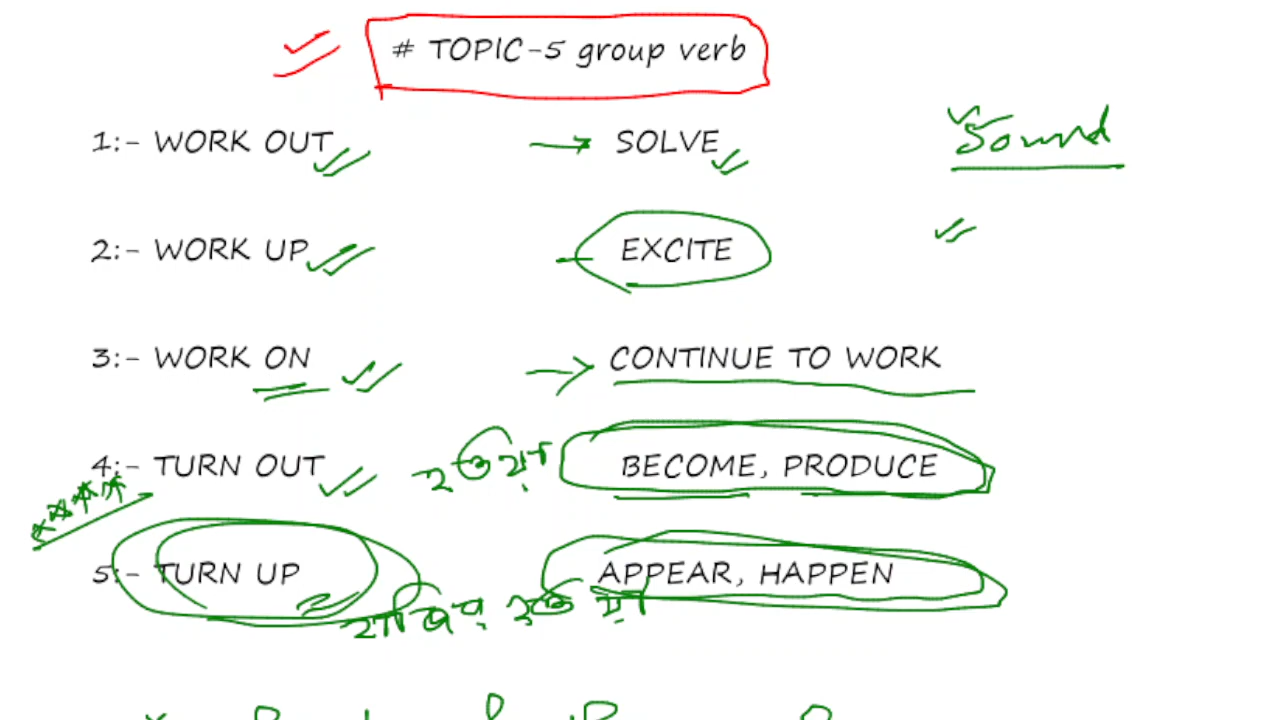 # TOPIC-5 group verb
1:- WORK OUT → SOLVE
Sound
2:- WORK UP EXCITE
3:- WORK ON → CONTINUE TO WORK
4:- TURN OUT হওয়া BECOME, PRODUCE
5:- TURN UP APPEAR, HAPPEN